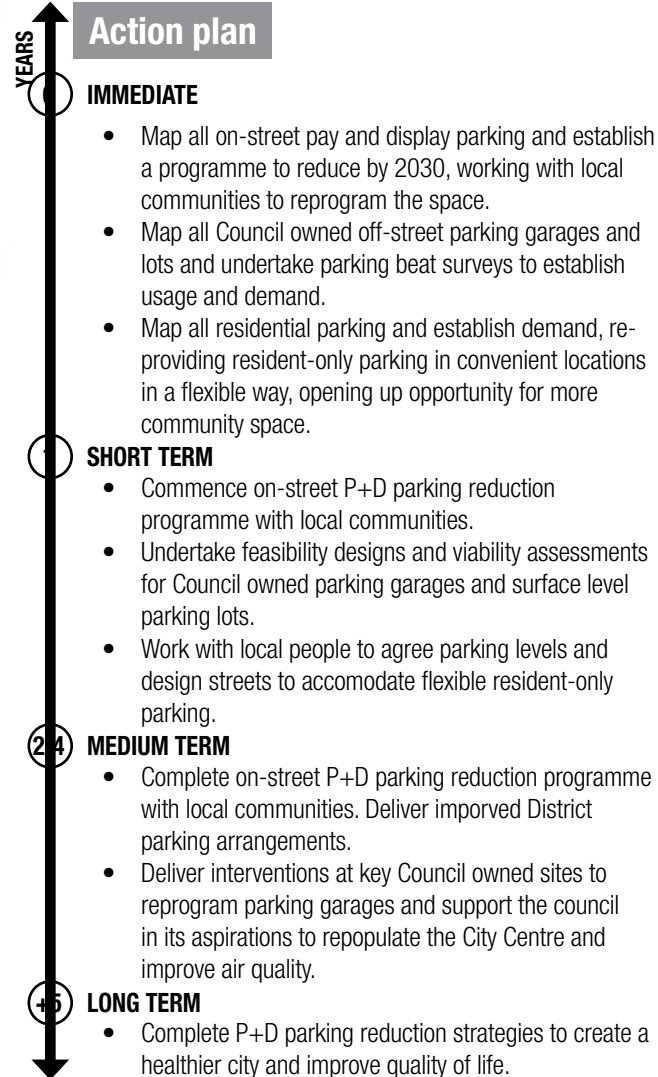 Action plan
YEARS
IMMEDIATE
• Map all on-street pay and display parking and establish
a programme to reduce by 2030, working with local
communities to reprogram the space.
• Map all Council owned off-street parking garages and
lots and undertake parking beat surveys to establish
usage and demand.
• Map all residential parking and establish demand, re-
providing resident-only parking in convenient locations
in a flexible way, opening up opportunity for more
community space.
SHORT TERM
• Commence on-street P+D parking reduction
programme with local communities.
• Undertake feasibility designs and viability assessments
for Council owned parking garages and surface level
parking lots.
• Work with local people to agree parking levels and
design streets to accomodate flexible resident-only
parking.
MEDIUM TERM
• Complete on-street P+D parking reduction programme
with local communities. Deliver imporved District
parking arrangements.
• Deliver interventions at key Council owned sites to
reprogram parking garages and support the council
in its aspirations to repopulate the City Centre and
improve air quality.
+5 LONG TERM
• Complete P+D parking reduction strategies to create a
healthier city and improve quality of life.